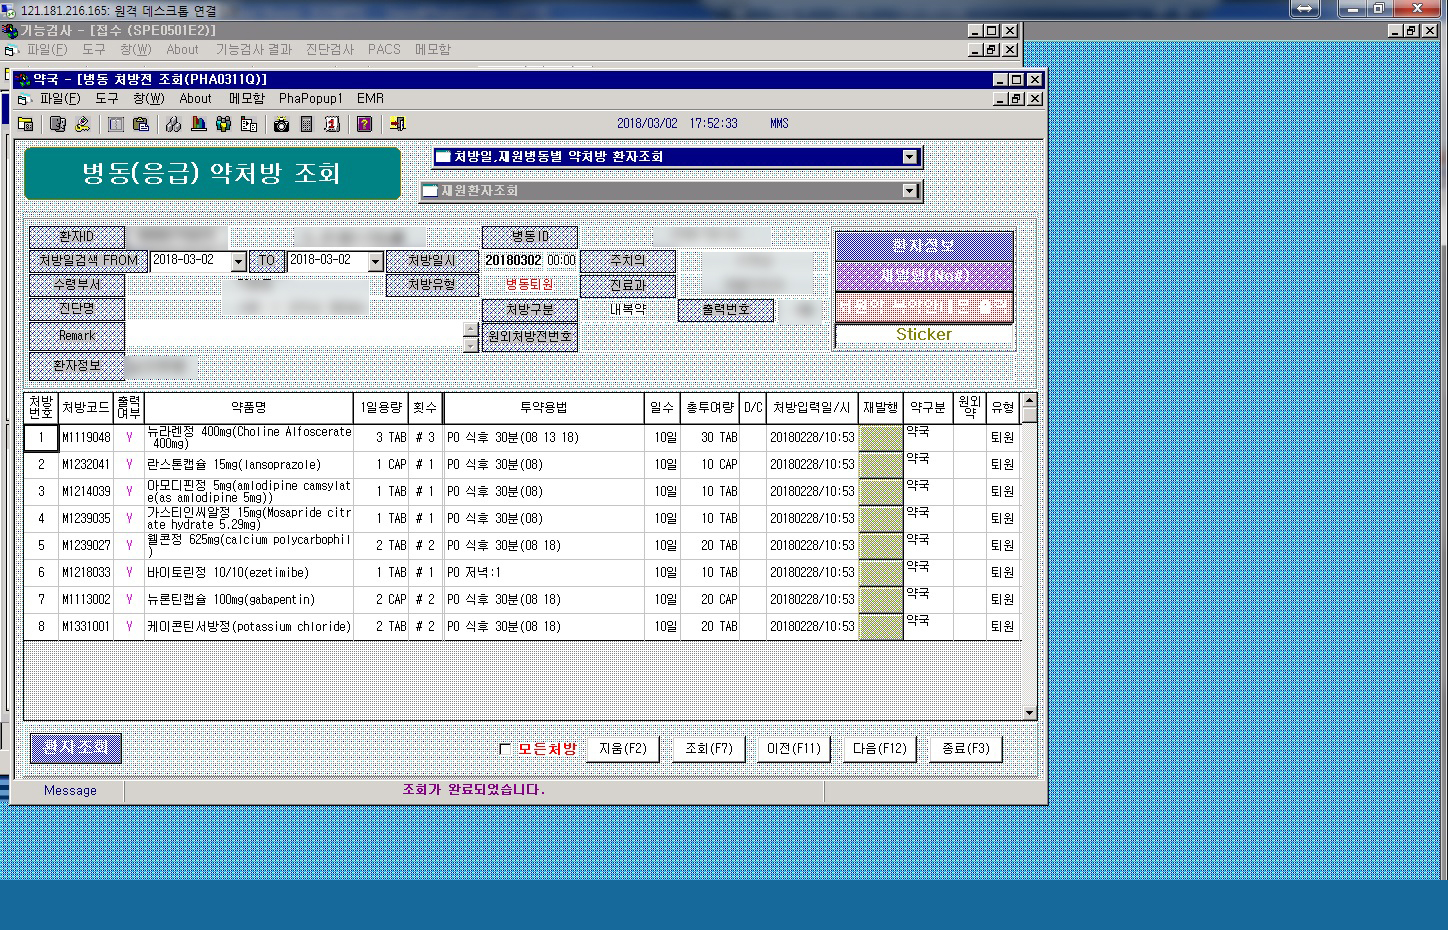 121.181.216.165: 원격 데스크톱 연결
기능검사 - [접수 (SPE0501E2)]
파일(F) 도구 창(W) About 기능검사 결과 진단검사 PACS 메모함
약국 - [병동 처방전 조회(PHA0311Q)]
파일(F) 도구 창(W) About 메모함 PhaPopup1 EMR
2018/03/02 17:52:33 MMS
병동(응급) 약처방 조회
처방일,재원병동별 약처방 환자조회
재원환자조회
환자ID 병동ID 환자정보
처방일검색 FROM 2018-03-02 TO 2018-03-02 처방일시 20180302 00:00 주치의
수령부서 처방유형 병동퇴원 진료과 재발행(No#)
진단명 처방구분 내복약 출력번호
Remark 원외처방전번호 Sticker
환자정보
처방번호 처방코드 출력여부 약품명 1일용량 횟수 투약용법 일수 총투여량 D/C 처방입력일/시 재발행 약구분 원외약 유형
1 M1119048 Y 뉴라렌정 400mg(Choline Alfoscerate 400mg) 3 TAB # 3 PO 식후 30분(08 13 18) 10일 30 TAB 20180228/10:53 약국 퇴원
2 M1232041 Y 란스톤캡슐 15mg(lansoprazole) 1 CAP # 1 PO 식후 30분(08) 10일 10 CAP 20180228/10:53 약국 퇴원
3 M1214039 Y 아모디핀정 5mg(amlodipine camsylate(as amlodipine 5mg)) 1 TAB # 1 PO 식후 30분(08) 10일 10 TAB 20180228/10:53 약국 퇴원
4 M1239035 Y 가스티인씨알정 15mg(Mosapride citrate hydrate 5.29mg) 1 TAB # 1 PO 식후 30분(08) 10일 10 TAB 20180228/10:53 약국 퇴원
5 M1239027 Y 웰콘정 625mg(calcium polycarbophil) 2 TAB # 2 PO 식후 30분(08 18) 10일 20 TAB 20180228/10:53 약국 퇴원
6 M1218033 Y 바이토린정 10/10(ezetimibe) 1 TAB # 1 PO 저녁:1 10일 10 TAB 20180228/10:53 약국 퇴원
7 M1113002 Y 뉴론틴캡슐 100mg(gabapentin) 2 CAP # 2 PO 식후 30분(08 18) 10일 20 CAP 20180228/10:53 약국 퇴원
8 M1331001 Y 케이콘틴서방정(potassium chloride) 2 TAB # 2 PO 식후 30분(08 18) 10일 20 TAB 20180228/10:53 약국 퇴원
환자조회 모든처방 지움(F2) 조회(F7) 이전(F11) 다음(F12) 종료(F3)
Message 조회가 완료되었습니다.